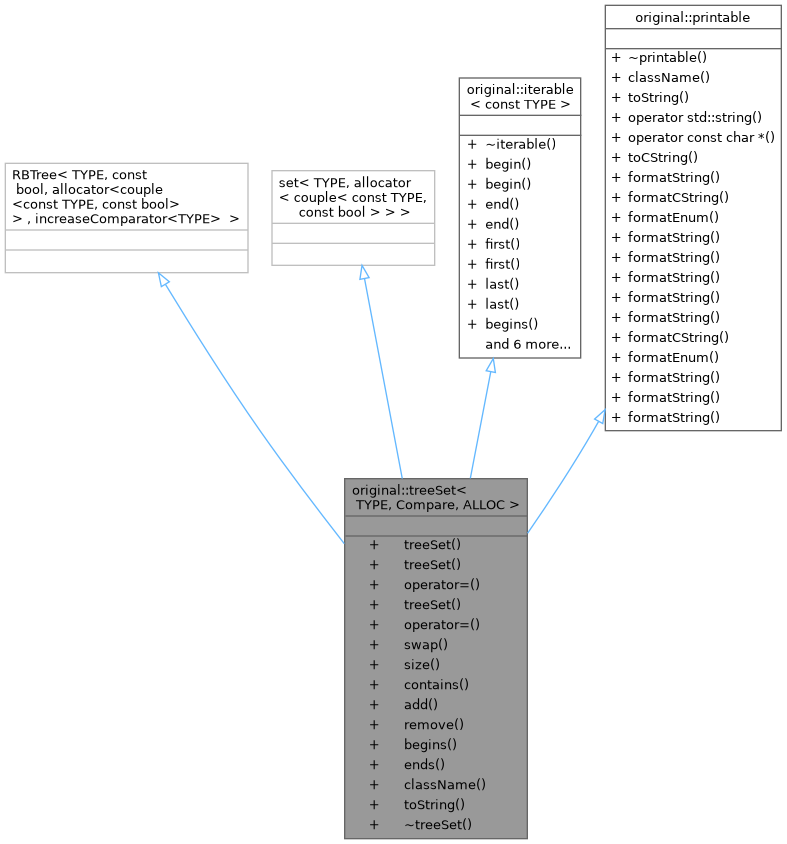 original::printable
+ ~printable()
+ className()
+ toString()
+ operator std::string()
+ operator const char *()
+ toCString()
+ formatString()
+ formatCString()
+ formatEnum()
+ formatString()
+ formatString()
+ formatString()
+ formatString()
+ formatString()
+ formatCString()
+ formatEnum()
+ formatString()
+ formatString()
+ formatString()
original::iterable
< const TYPE >
+ ~iterable()
+ begin()
+ begin()
+ end()
+ end()
+ first()
+ first()
+ last()
+ last()
+ begins()
and 6 more...
RBTree< TYPE, const
bool, allocator<couple
<const TYPE, const bool>
> , increaseComparator<TYPE>  >
set< TYPE, allocator
< couple< const TYPE,
const bool > > >
original::treeSet<
TYPE, Compare, ALLOC >
+ treeSet()
+ treeSet()
+ operator=()
+ treeSet()
+ operator=()
+ swap()
+ size()
+ contains()
+ add()
+ remove()
+ begins()
+ ends()
+ className()
+ toString()
+ ~treeSet()